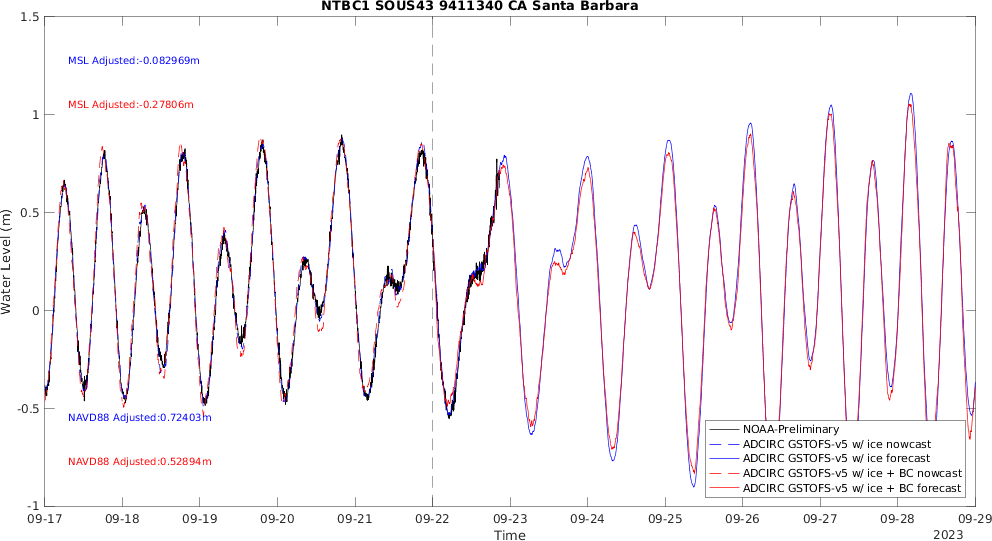 NTBC1 SOUS43 9411340 CA Santa Barbara
1.5
MSL Adjusted:-0.082969m
MSL Adjusted:-0.27806m
1
0.5
Water Level (m)
0
-0.5
NAVD88 Adjusted:0.72403m
NAVD88 Adjusted:0.52894m
NOAA-Preliminary
ADCIRC GSTOFS-v5 w/ ice nowcast
ADCIRC GSTOFS-v5 w/ ice forecast
ADCIRC GSTOFS-v5 w/ ice + BC nowcast
ADCIRC GSTOFS-v5 w/ ice + BC forecast
-1
09-17 09-18 09-19 09-20 09-21 09-22 09-23 09-24 09-25 09-26 09-27 09-28 09-29
Time
2023